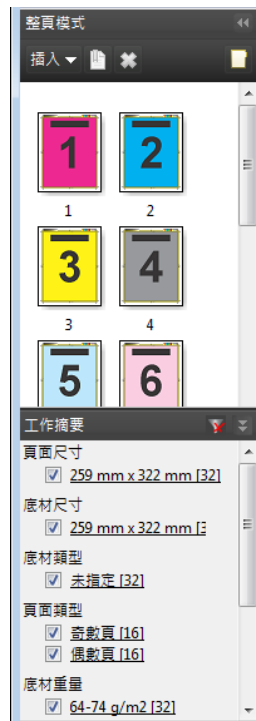 整頁模式
插入
1
2
1
2
3
4
3
4
5
6
工作摘要
頁面尺寸
259 mm x 322 mm [32]
底材尺寸
259 mm x 322 mm [3
底材類型
未指定 [32]
頁面類型
奇數頁 [16]
偶數頁 [16]
底材重量
64-74 g/m2 [32]